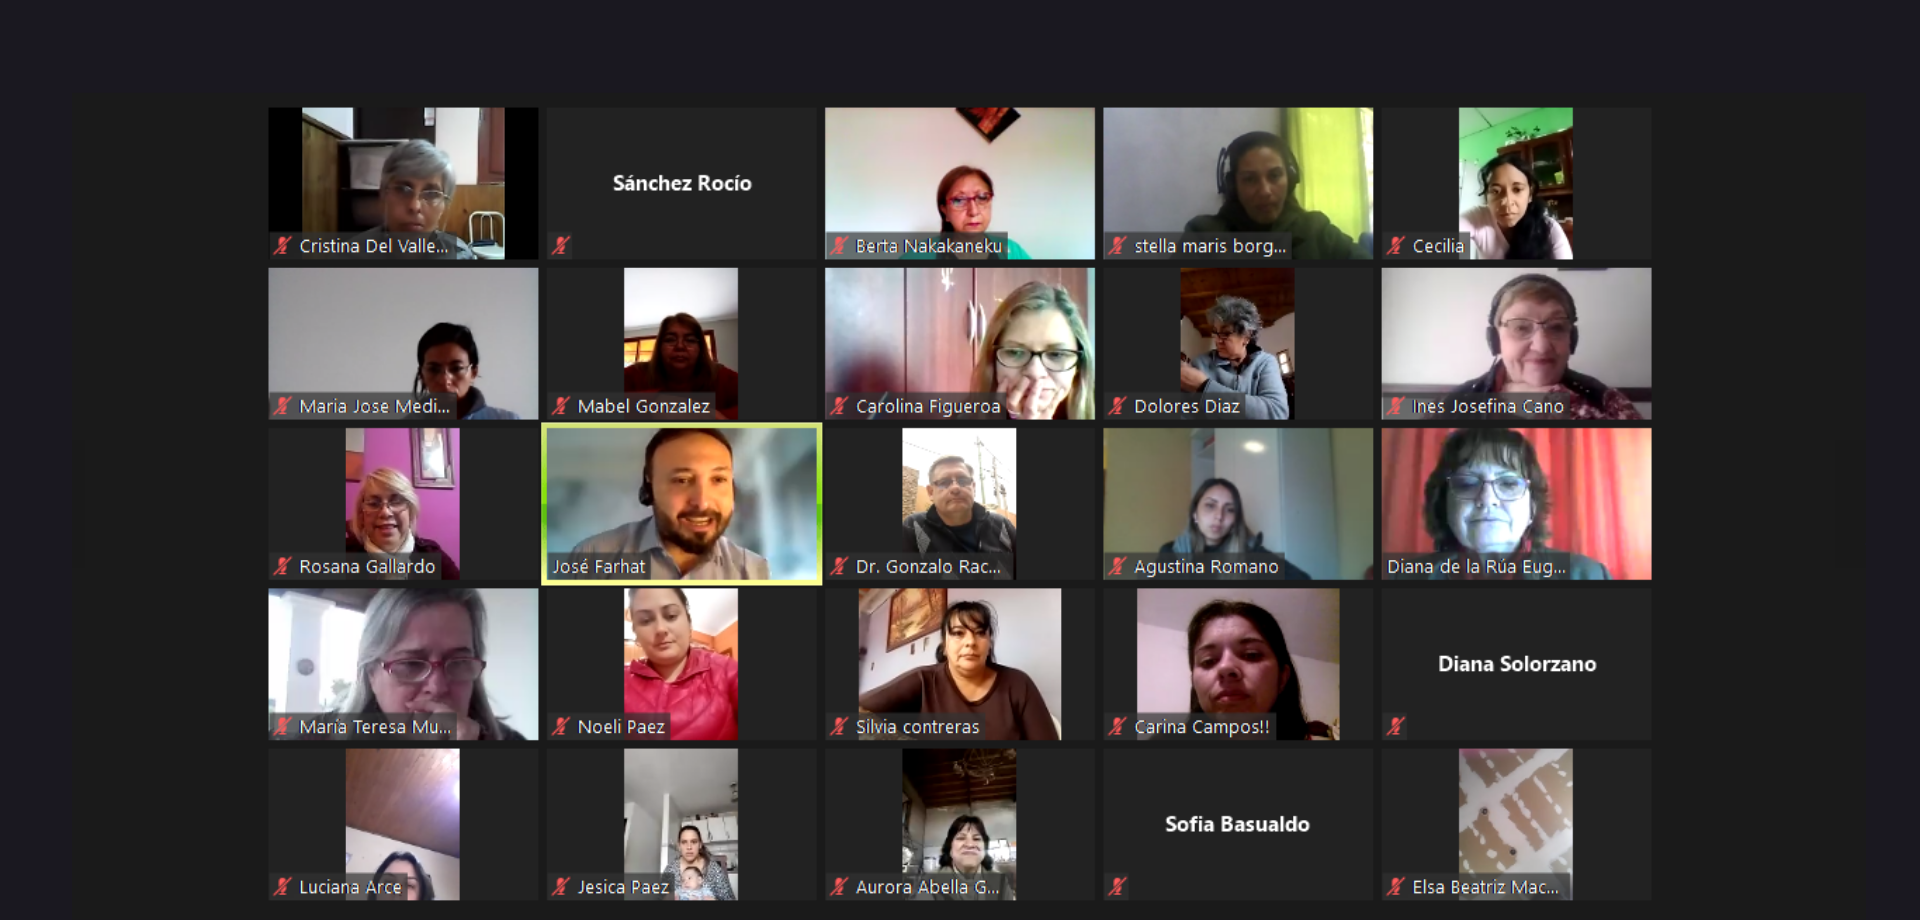 Cristina Del Valle...
Sánchez Rocío
Berta Nakakaneku
stella maris borg...
Cecilia
Maria Jose Medi...
Mabel Gonzalez
Carolina Figueroa
Dolores Diaz
Ines Josefina Cano
Rosana Gallardo
José Farhat
Dr. Gonzalo Rac...
Agustina Romano
Diana de la Rúa Eug...
María Teresa Mu...
Noeli Paez
Silvia contreras
Carina Campos!!
Diana Solorzano
Luciana Arce
Jesica Paez
Aurora Abella G...
Sofia Basualdo
Elsa Beatriz Mac...